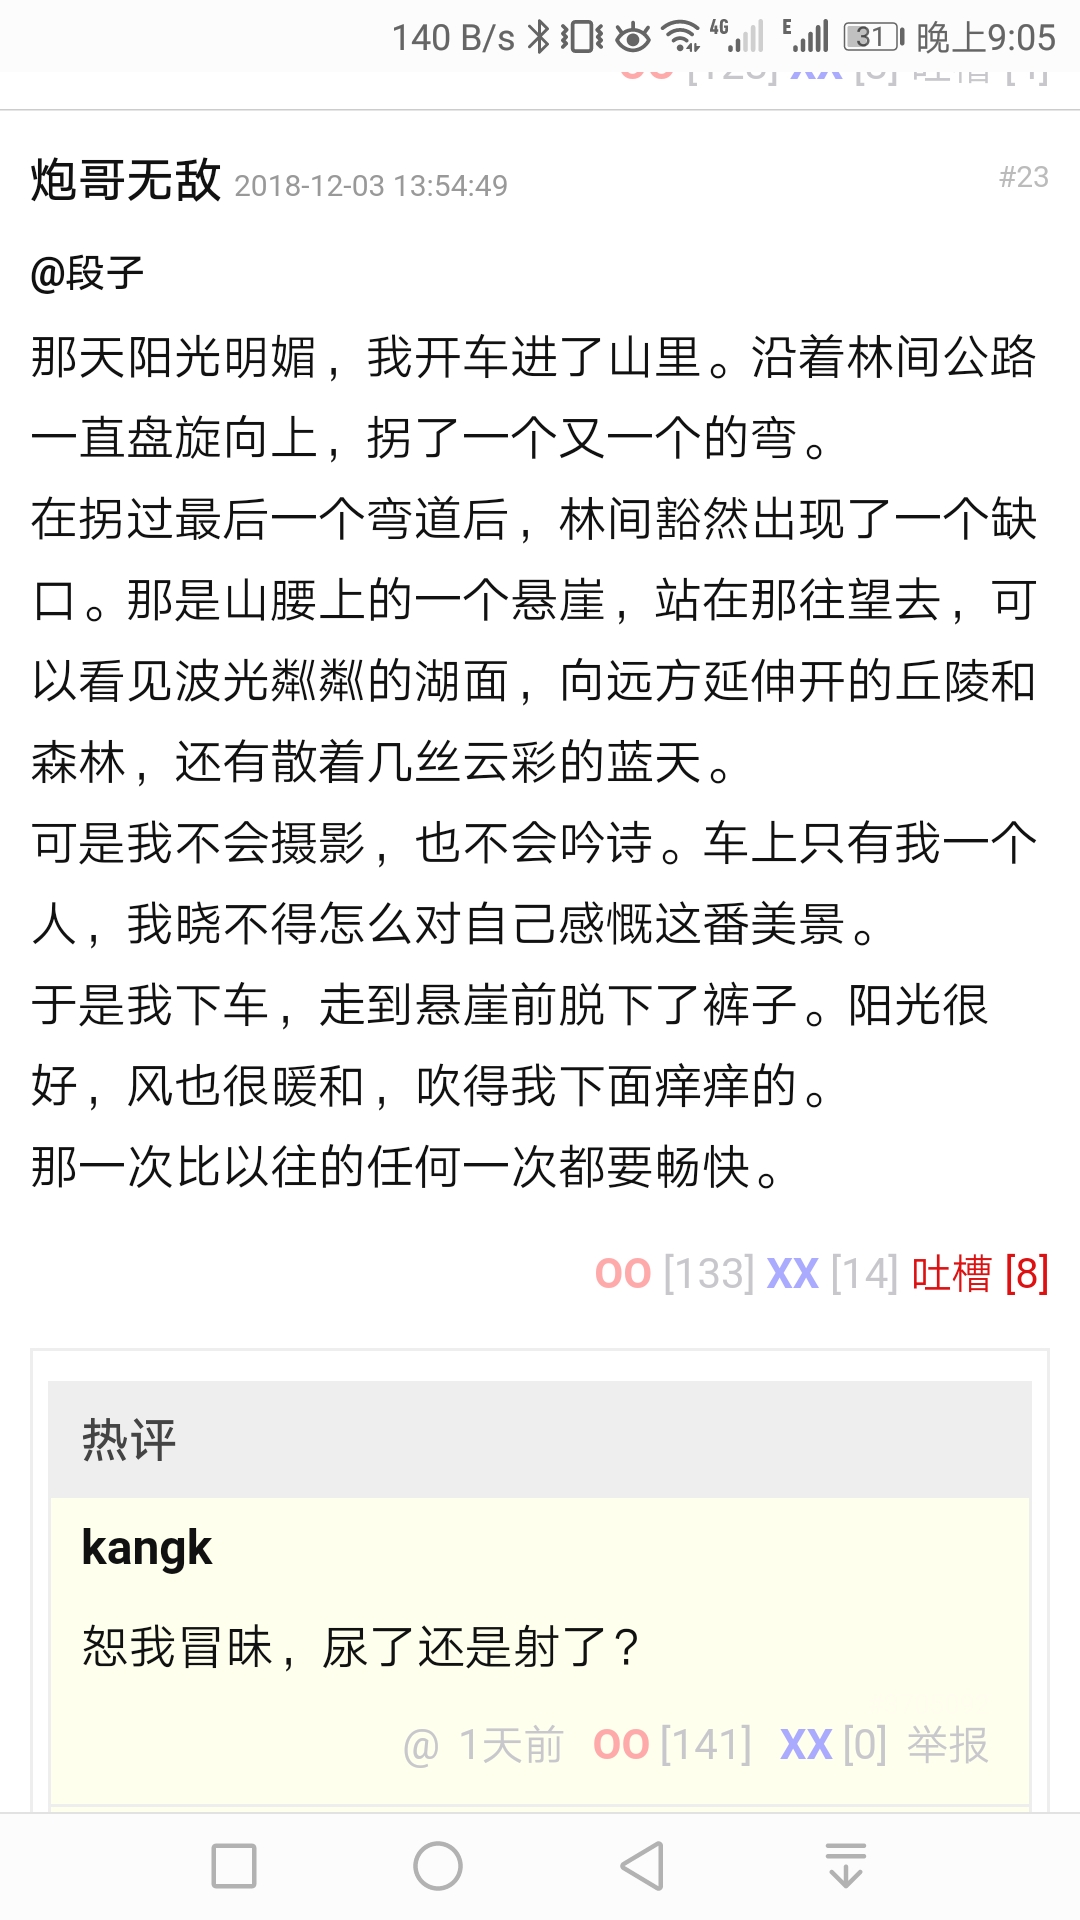 140 B/s 4G E 31 晚上9:05
炮哥无敌 2018-12-03 13:54:49 #23
@段子
那天阳光明媚，我开车进了山里。沿着林间公路
一直盘旋向上，拐了一个又一个的弯。
在拐过最后一个弯道后，林间豁然出现了一个缺
口。那是山腰上的一个悬崖，站在那往望去，可
以看见波光粼粼的湖面，向远方延伸开的丘陵和
森林，还有散着几丝云彩的蓝天。
可是我不会摄影，也不会吟诗。车上只有我一个
人，我晓不得怎么对自己感慨这番美景。
于是我下车，走到悬崖前脱下了裤子。阳光很
好，风也很暖和，吹得我下面痒痒的。
那一次比以往的任何一次都要畅快。
OO [133] XX [14] 吐槽 [8]
热评
kangk
恕我冒昧，尿了还是射了？
@ 1天前 OO [141] XX [0] 举报